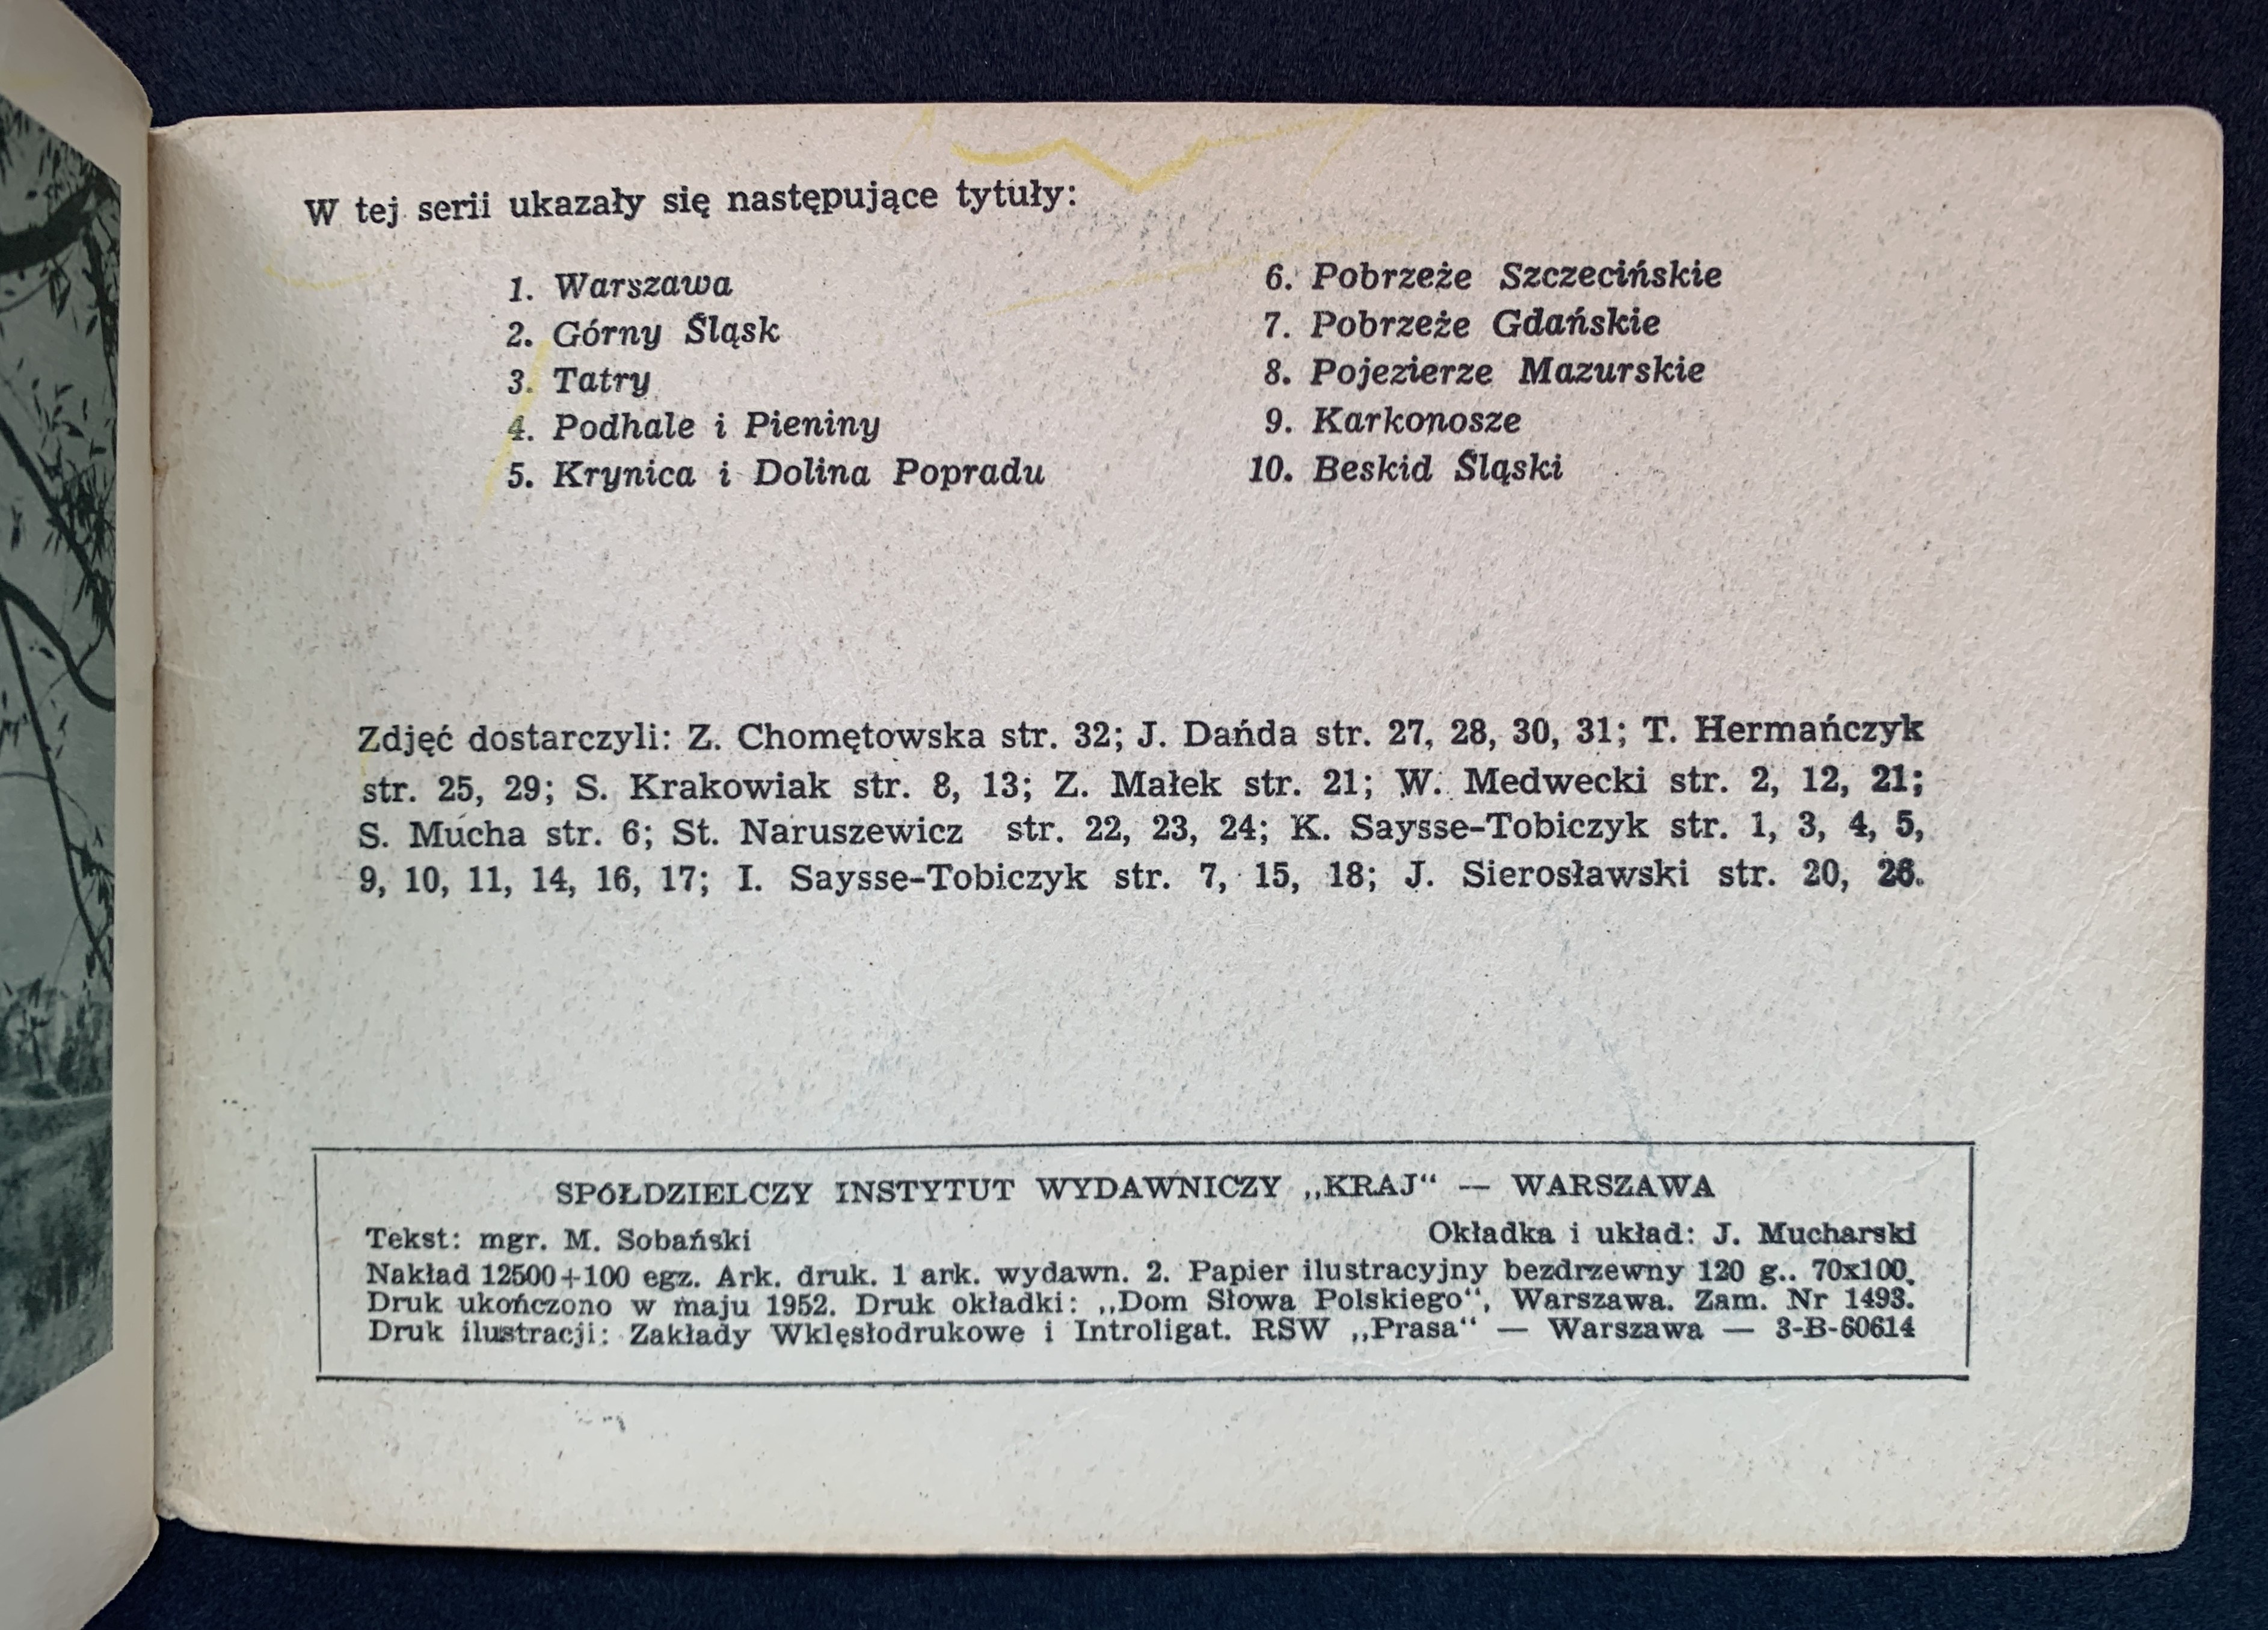 W tej serii ukazały się następujące tytuły:
1. Warszawa
2. Górny Śląsk
3. Tatry
4. Podhale i Pieniny
5. Krynica i Dolina Popradu
6. Pobrzeże Szczecińskie
7. Pobrzeże Gdańskie
8. Pojezierze Mazurskie
9. Karkonosze
10. Beskid Śląski
Zdjęć dostarczyli: Z. Chomętowska str. 32; J. Dańda str. 27, 28, 30, 31; T. Hermańczyk
str. 25, 29; S. Krakowiak str. 8, 13; Z. Małek str. 21; W. Medwecki str. 2, 12, 21;
S. Mucha str. 6; St. Naruszewicz str. 22, 23, 24; K. Saysse-Tobiczyk str. 1, 3, 4, 5,
9, 10, 11, 14, 16, 17; I. Saysse-Tobiczyk str. 7, 15, 18; J. Sierosławski str. 20, 26.
SPÓŁDZIELCZY INSTYTUT WYDAWNICZY „KRAJ“ — WARSZAWA
Tekst: mgr. M. Sobański Okładka i układ: J. Mucharski
Nakład 12500+100 egz. Ark. druk. 1 ark. wydawn. 2. Papier ilustracyjny bezdrzewny 120 g.. 70x100.
Druk ukończono w maju 1952. Druk okładki: „Dom Słowa Polskiego“, Warszawa. Zam. Nr 1493.
Druk ilustracji: Zakłady Wklęsłodrukowe i Introligat. RSW „Prasa“ — Warszawa — 3-B-60614